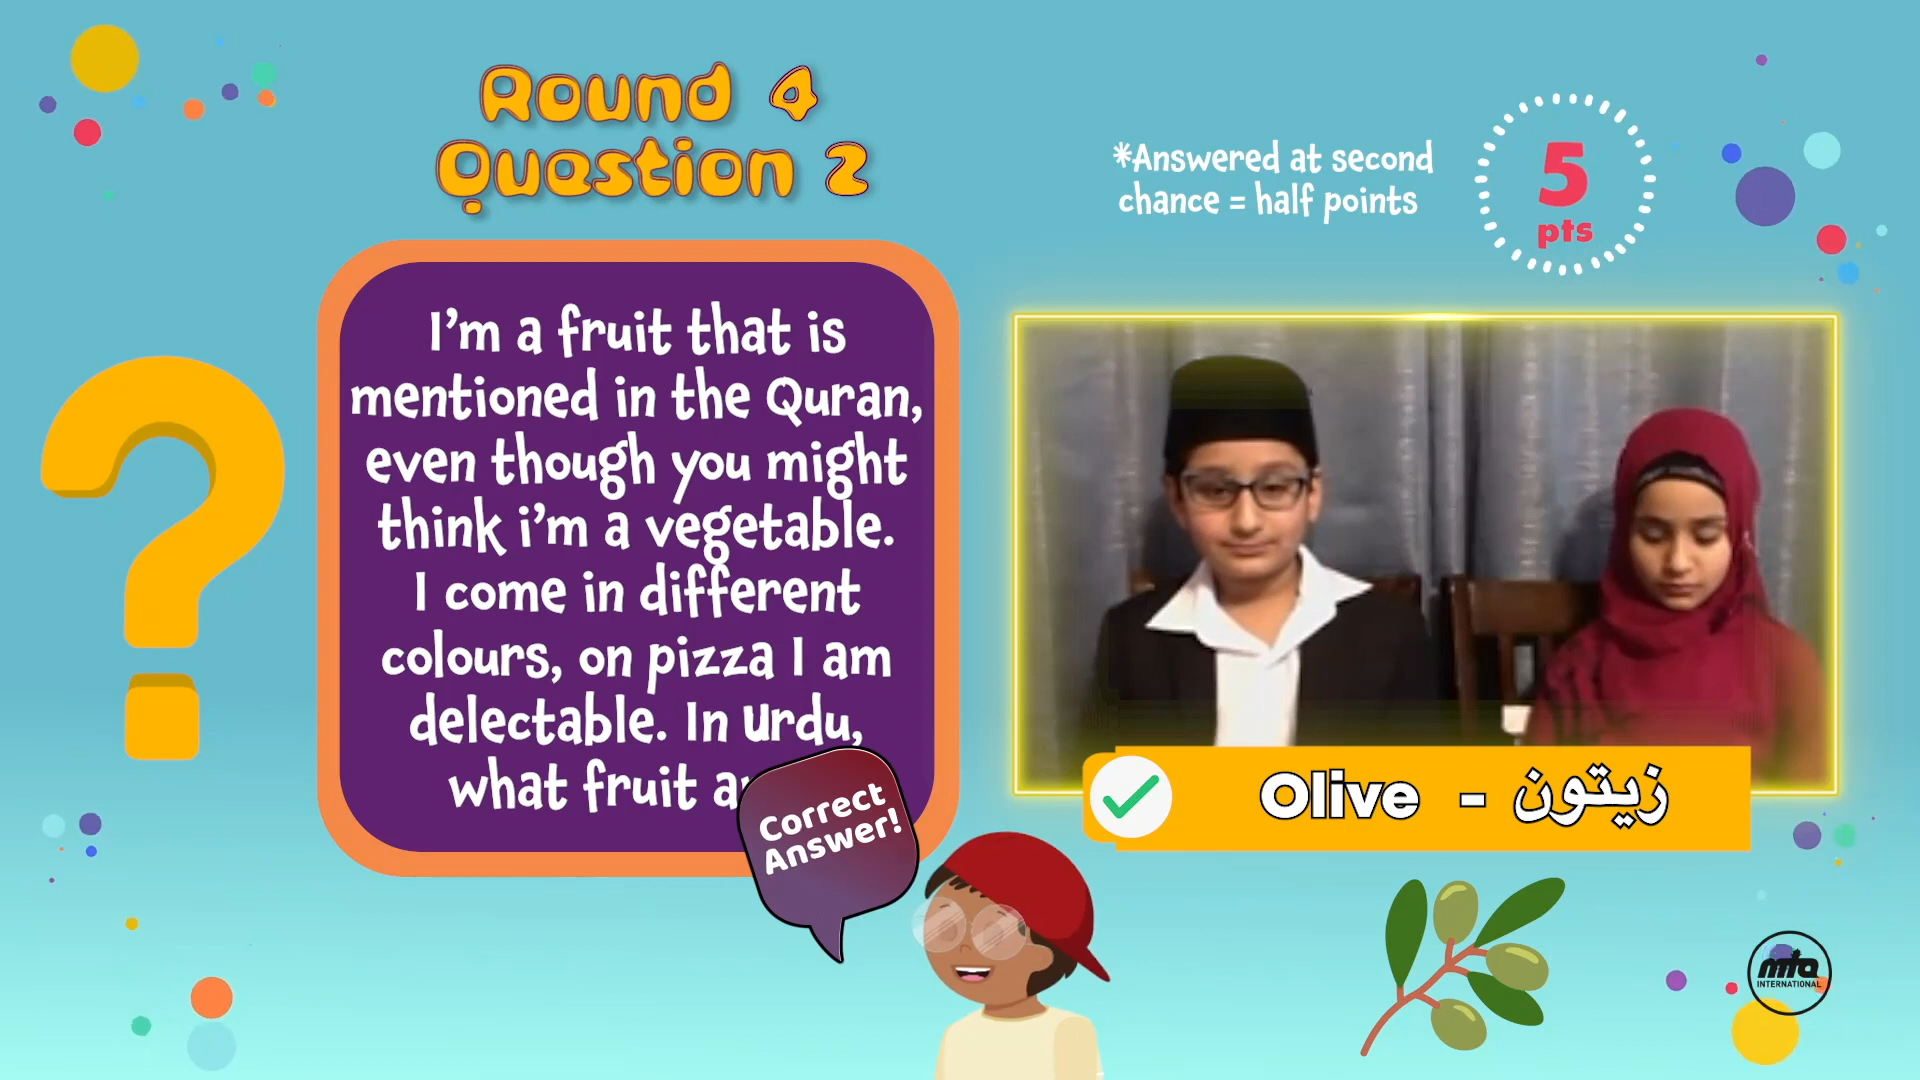 Round 4
Question 2
*Answered at second
chance = half points
5
pts
I'm a fruit that is
mentioned in the Quran,
even though you might
think i'm a vegetable.
I come in different
colours, on pizza I am
delectable. In Urdu,
what fruit
Correct
Answer!
Olive - زیتون
mta
INTERNATIONAL